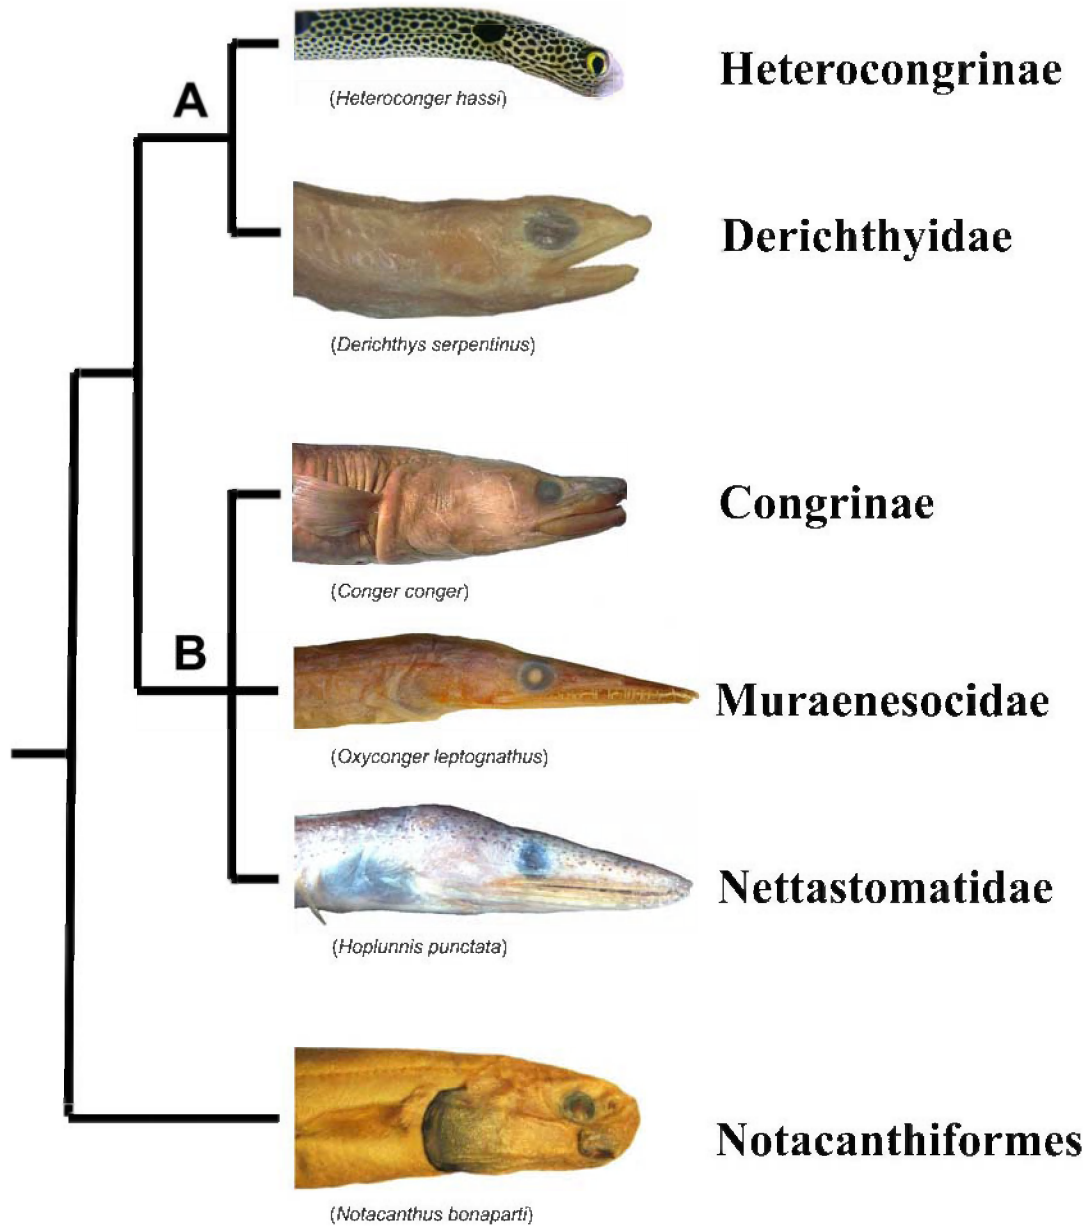 A
Heterocongrinae
(Heteroconger hassi)
Derichthyidae
(Derichthys serpentinus)
Congrinae
(Conger conger)
B
Muraenesocidae
(Oxyconger leptognathus)
Nettastomatidae
(Hoplunnis punctata)
Notacanthiformes
(Notacanthus bonaparti)